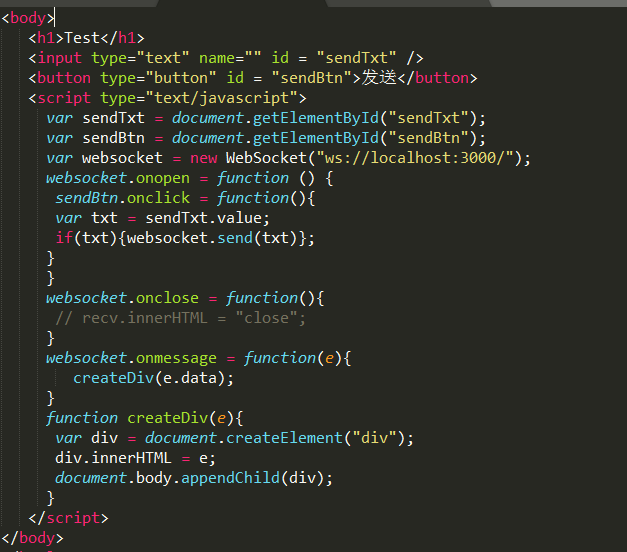 <body>
<h1>Test</h1>
<input type="text" name="" id = "sendTxt" />
<button type="button" id = "sendBtn">发送</button>
<script type="text/javascript">
var sendTxt = document.getElementById("sendTxt");
var sendBtn = document.getElementById("sendBtn");
var websocket = new WebSocket("ws://localhost:3000/");
websocket.onopen = function () {
sendBtn.onclick = function(){
var txt = sendTxt.value;
if(txt){websocket.send(txt)};
}
}
websocket.onclose = function(){
// recv.innerHTML = "close";
}
websocket.onmessage = function(e){
createDiv(e.data);
}
function createDiv(e){
var div = document.createElement("div");
div.innerHTML = e;
document.body.appendChild(div);
}
</script>
</body>